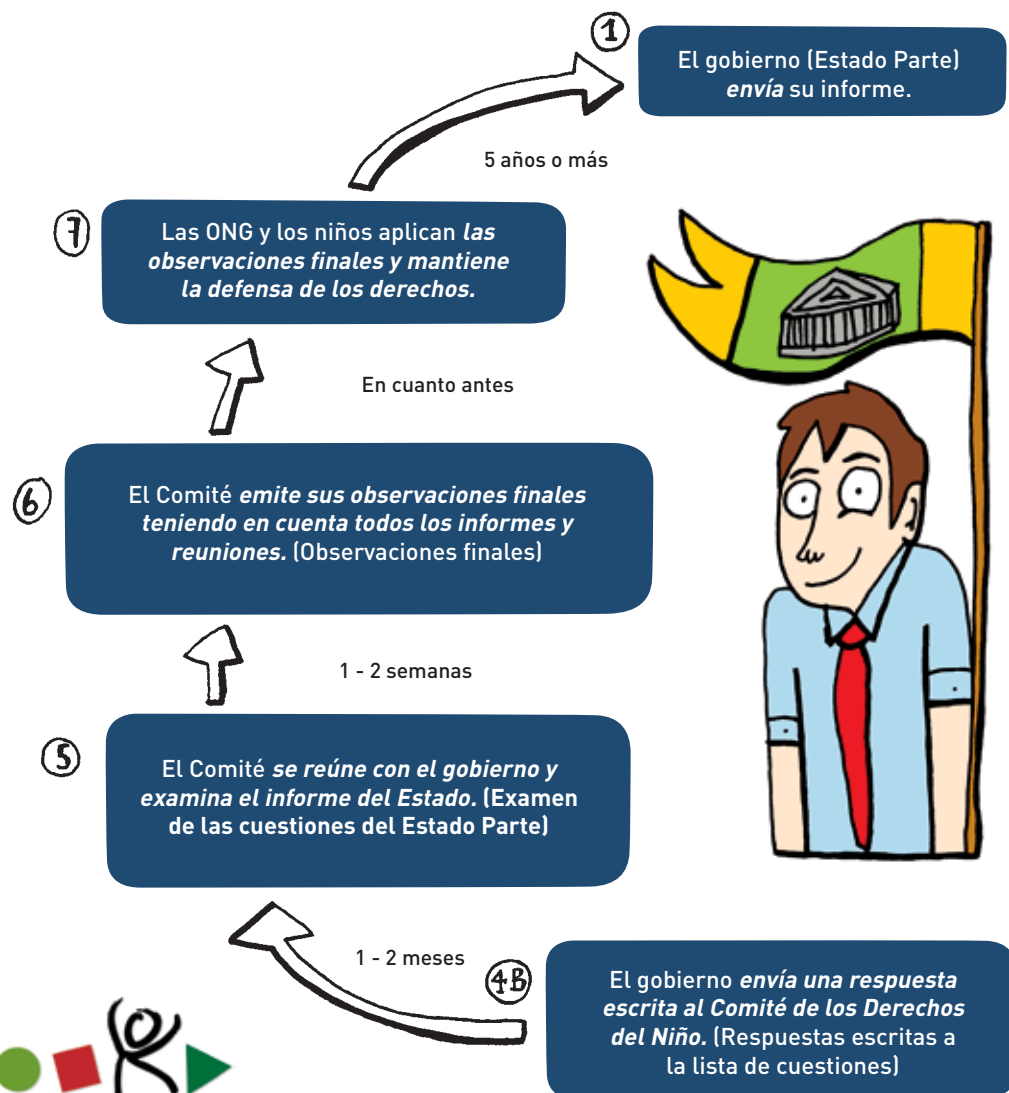 1
El gobierno (Estado Parte)
envía su informe.
5 años o más
7
Las ONG y los niños aplican las
observaciones finales y mantiene
la defensa de los derechos.
En cuanto antes
6
El Comité emite sus observaciones finales
teniendo en cuenta todos los informes y
reuniones. (Observaciones finales)
1 - 2 semanas
5
El Comité se reúne con el gobierno y
examina el informe del Estado. (Examen
de las cuestiones del Estado Parte)
1 - 2 meses
4B
El gobierno envía una respuesta
escrita al Comité de los Derechos
del Niño. (Respuestas escritas a
la lista de cuestiones)